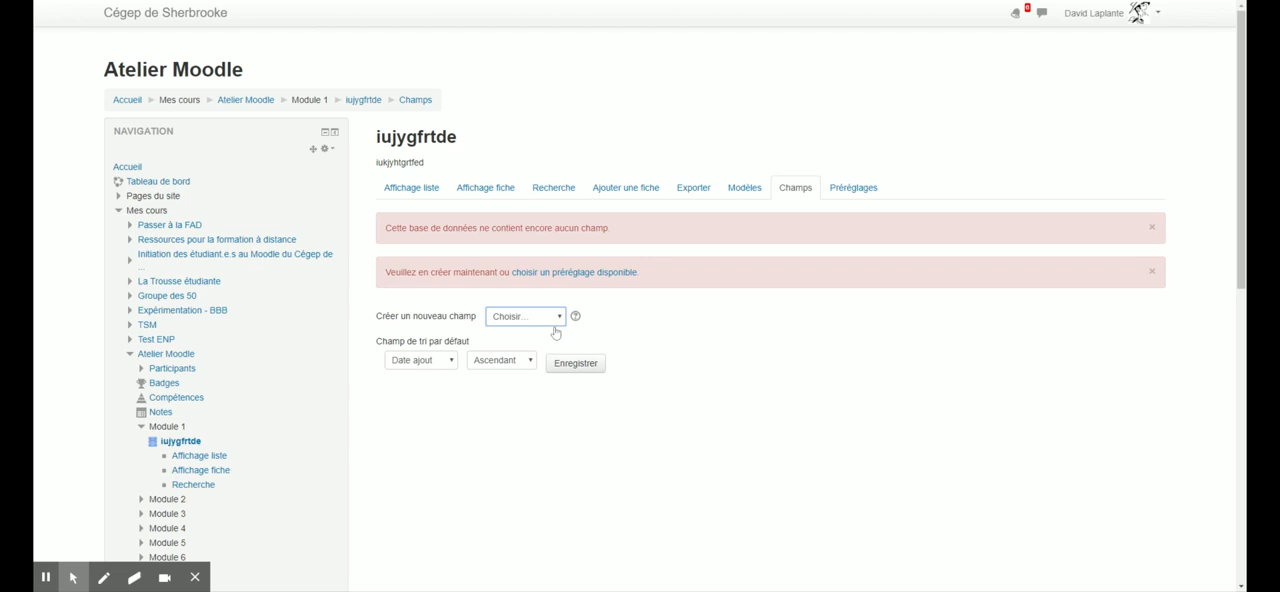 Cégep de Sherbrooke
6
David Laplante
Atelier Moodle
Accueil Mes cours Atelier Moodle Module 1 iujygfrtde Champs
NAVIGATION
Accueil
Tableau de bord
Pages du site
Mes cours
Passer à la FAD
Ressources pour la formation à distance
Initiation des étudiant.e.s au Moodle du Cégep de
...
La Trousse étudiante
Groupe des 50
Expérimentation - BBB
TSM
Test ENP
Atelier Moodle
Participants
Badges
Compétences
Notes
Module 1
iujygfrtde
Affichage liste
Affichage fiche
Recherche
Module 2
Module 3
Module 4
Module 5
Module 6
iujygfrtde
iukjyhtgrtfed
Affichage liste Affichage fiche Recherche Ajouter une fiche Exporter Modèles Champs Préréglages
Cette base de données ne contient encore aucun champ.
Veuillez en créer maintenant ou choisir un préréglage disponible.
Créer un nouveau champ Choisir...
Champ de tri par défaut
Date ajout Ascendant Enregistrer